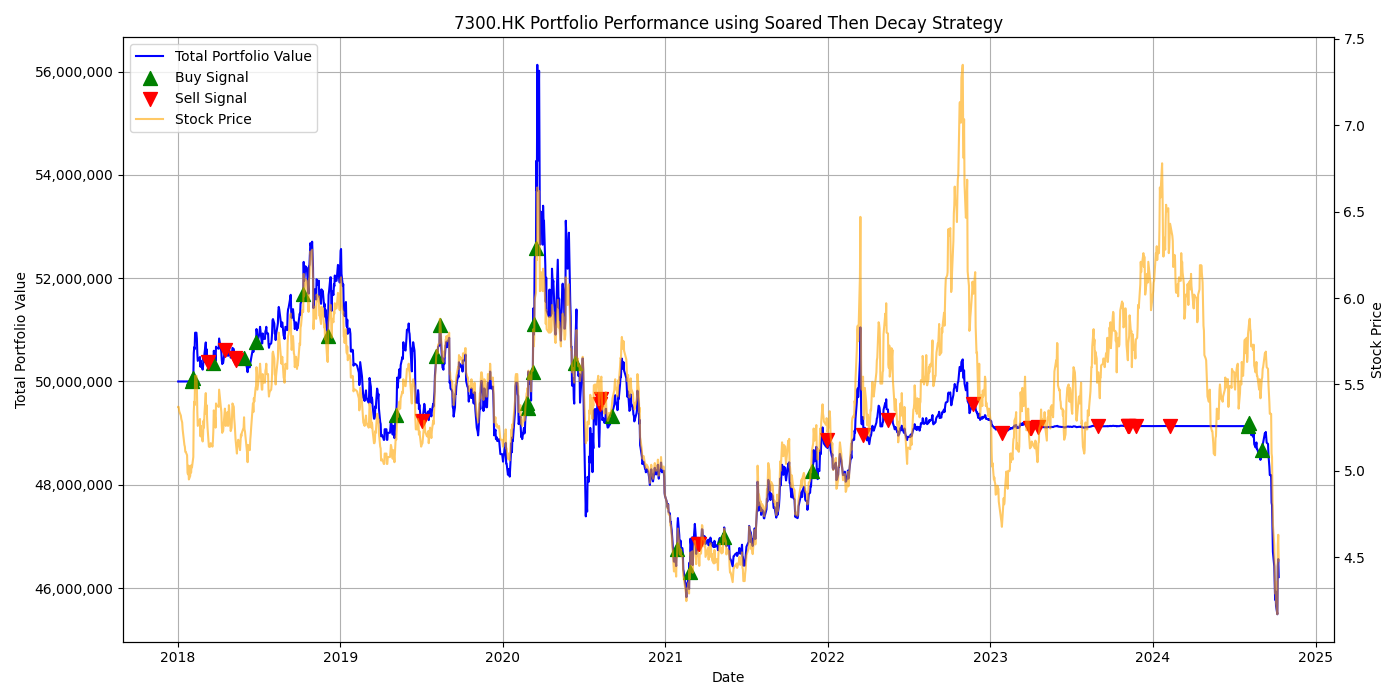 7300.HK Portfolio Performance using Soared Then Decay Strategy
Total Portfolio Value
Buy Signal
Sell Signal
Stock Price
56,000,000
54,000,000
52,000,000
50,000,000
48,000,000
46,000,000
Total Portfolio Value
7.5
7.0
6.5
6.0
5.5
5.0
4.5
Stock Price
2018
2019
2020
2021
2022
2023
2024
2025
Date